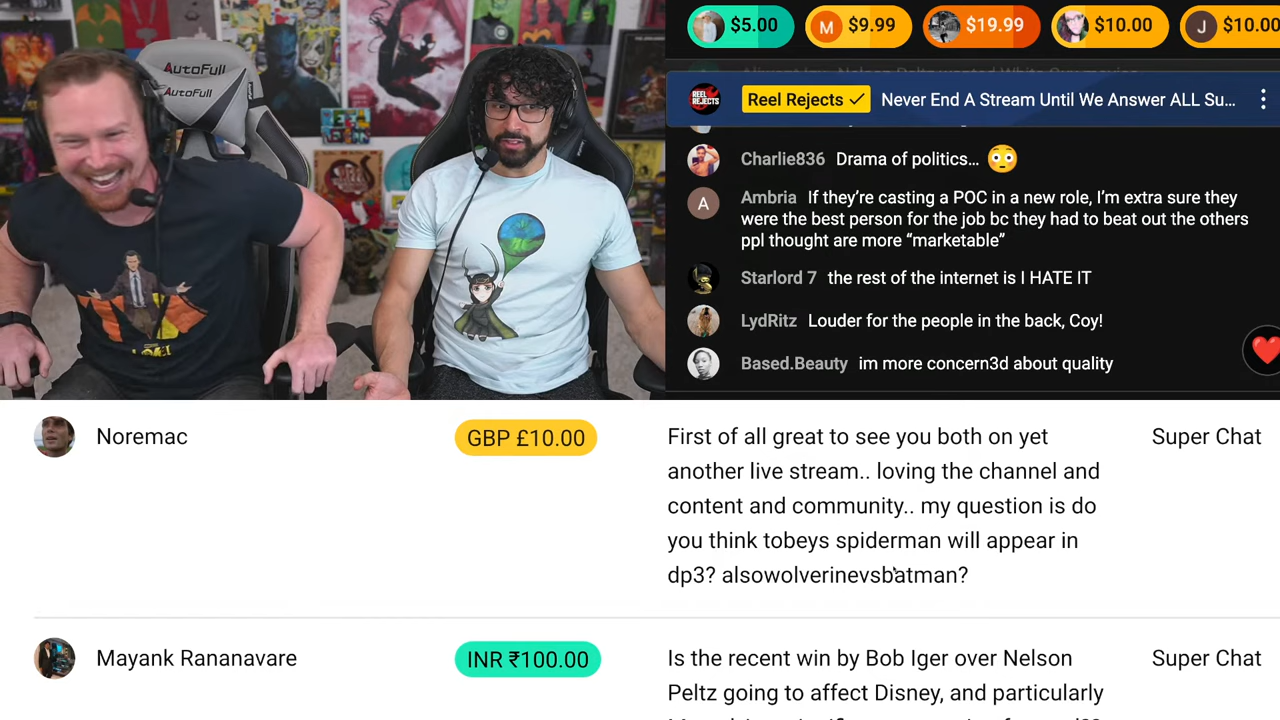 AUTOFULL
AUTOFULL
LOKI
$5.00
M $9.99
$19.99
$10.00
J $10.00
REEL REJECTS
Reel Rejects Never End A Stream Until We Answer ALL Su...
Charlie836 Drama of politics... 😳
A Ambria If they’re casting a POC in a new role, I’m extra sure they
were the best person for the job bc they had to beat out the others
ppl thought are more “marketable”
Starlord 7 the rest of the internet is I HATE IT
LydRitz Louder for the people in the back, Coy!
Based.Beauty im more concern3d about quality
Noremac GBP £10.00 First of all great to see you both on yet Super Chat
another live stream.. loving the channel and
content and community.. my question is do
you think tobeys spiderman will appear in
dp3? alsowolverinevsbatman?
Mayank Rananavare INR ₹100.00 Is the recent win by Bob Iger over Nelson Super Chat
Peltz going to affect Disney, and particularly